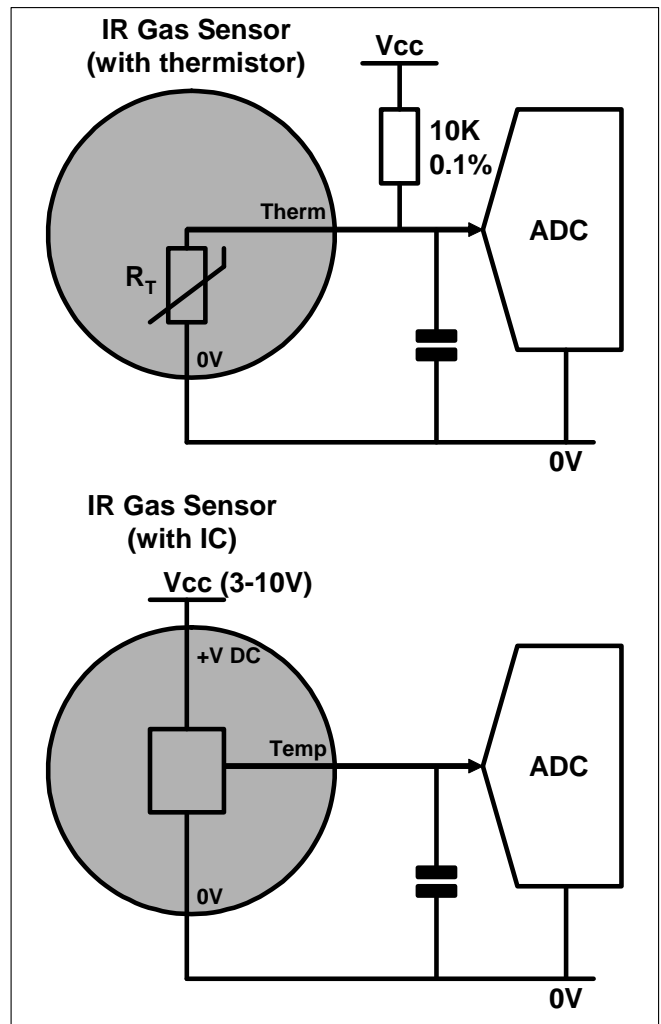 IR Gas Sensor
(with thermistor)
Vcc
10K
0.1%
Therm
ADC
RT
0V
0V
IR Gas Sensor
(with IC)
Vcc (3-10V)
+V DC
Temp
ADC
0V
0V